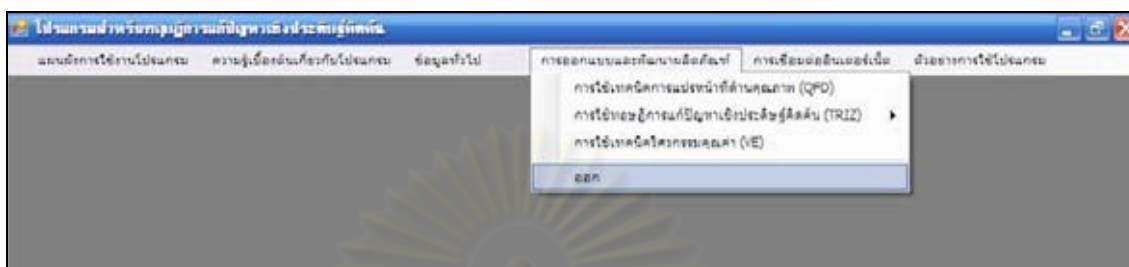 โปรแกรมสำหรับทฤษฎีการแก้ปัญหาเชิงประดิษฐ์คิดค้น
แผนผังการใช้งานโปรแกรม ความรู้เบื้องต้นเกี่ยวกับโปรแกรม ข้อมูลทั่วไป การออกแบบและพัฒนาผลิตภัณฑ์ การเชื่อมต่ออินเตอร์เน็ต ตัวอย่างการใช้โปรแกรม
การใช้เทคนิคการแปรหน้าที่ด้านคุณภาพ (QFD)
การใช้ทฤษฎีการแก้ปัญหาเชิงประดิษฐ์คิดค้น (TRIZ)
การใช้เทคนิควิศวกรรมคุณค่า (VE)
ออก